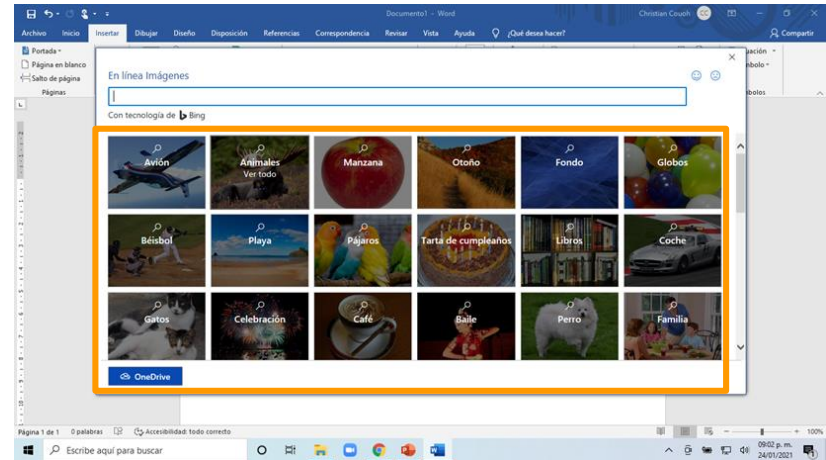 Documento1 - Word
Christian Couoh
CC
Archivo Inicio Insertar Dibujar Diseño Disposición Referencias Correspondencia Revisar Vista Ayuda ¿Qué desea hacer? Compartir
Portada
Página en blanco
Salto de página
Páginas
En línea Imágenes
Con tecnología de Bing
Avión
Animales
Ver todo
Manzana
Otoño
Fondo
Globos
Béisbol
Playa
Pájaros
Tarta de cumpleaños
Libros
Coche
Gatos
Celebración
Café
Baile
Perro
Familia
OneDrive
Página 1 de 1 0 palabras Accesibilidad: todo correcto 100%
Escribe aquí para buscar
09:02 p. m.
24/01/2021